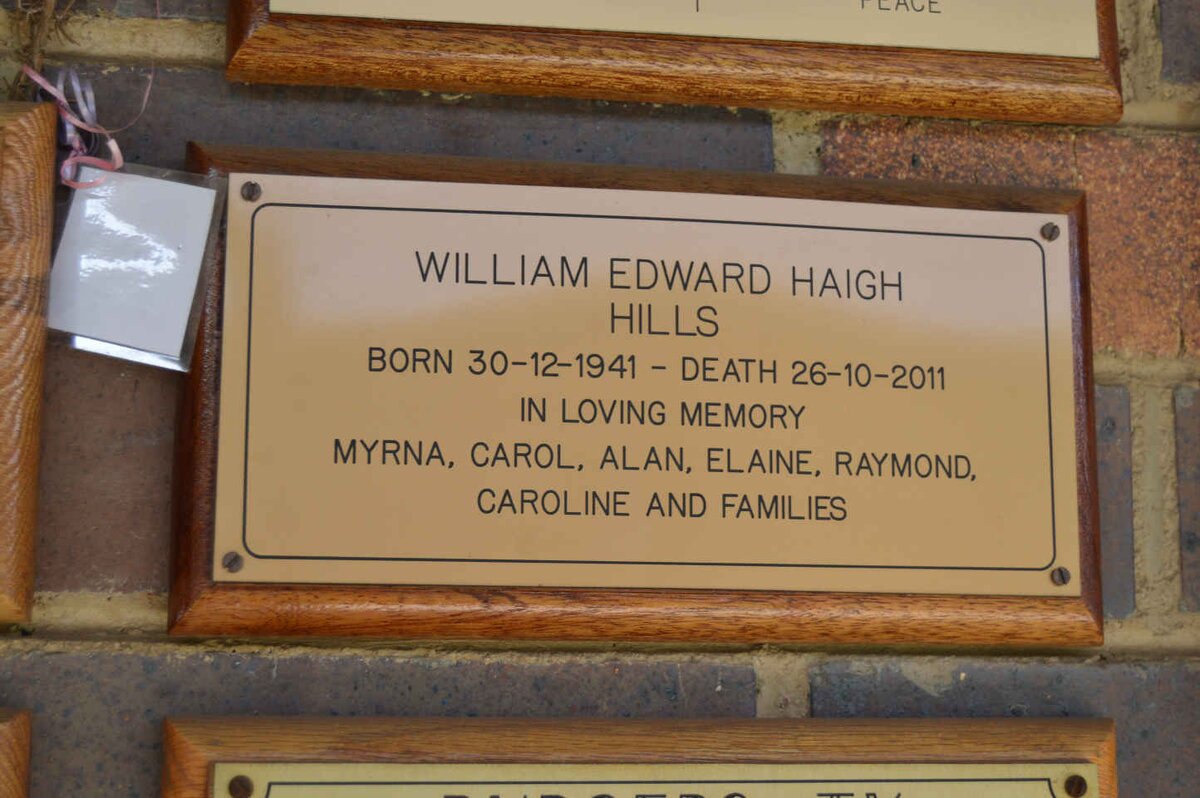 PEACE
WILLIAM EDWARD HAIGH
HILLS
BORN 30-12-1941 - DEATH 26-10-2011
IN LOVING MEMORY
MYRNA, CAROL, ALAN, ELAINE, RAYMOND,
CAROLINE AND FAMILIES